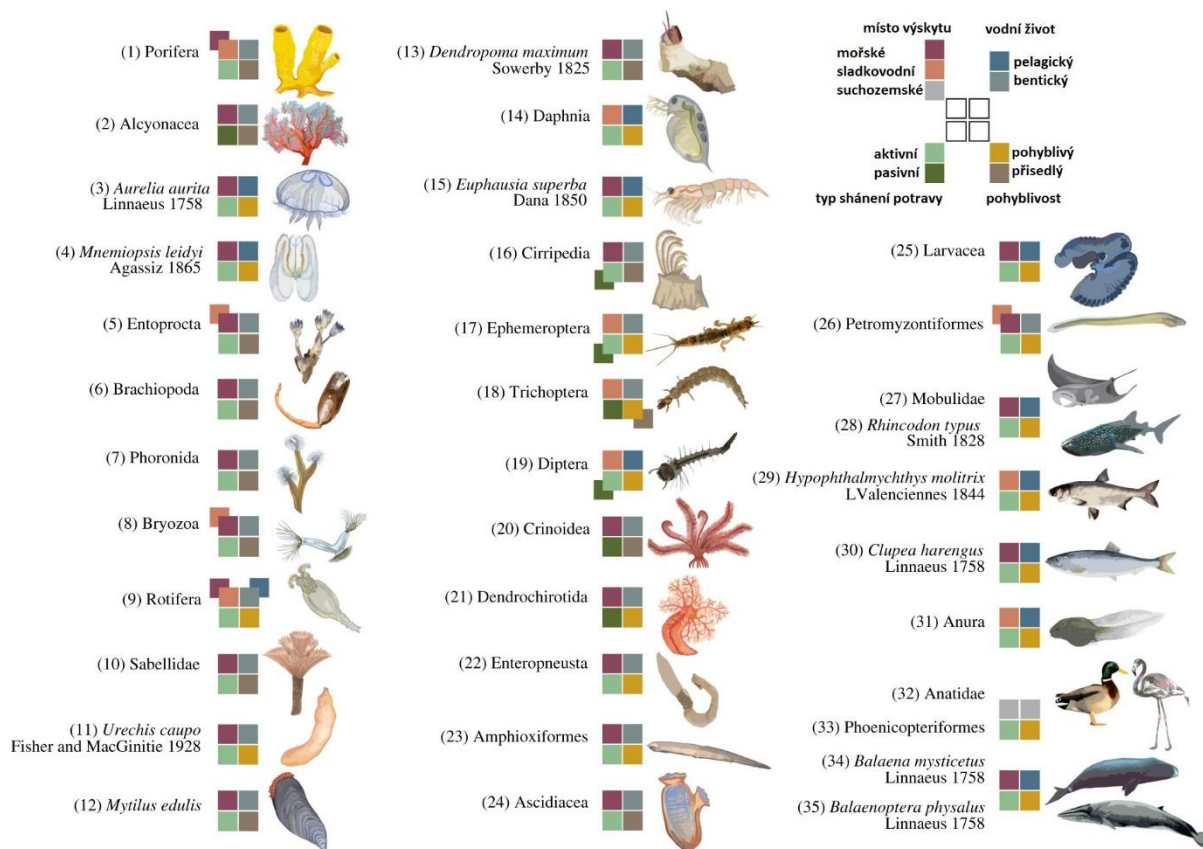 (1) Porifera
(2) Alcyonacea
(3) Aurelia aurita
Linnaeus 1758
(4) Mnemiopsis leidyi
Agassiz 1865
(5) Entoprocta
(6) Brachiopoda
(7) Phoronida
(8) Bryozoa
(9) Rotifera
(10) Sabellidae
(11) Urechis caupo
Fisher and MacGinitie 1928
(12) Mytilus edulis
(13) Dendropoma maximum
Sowerby 1825
(14) Daphnia
(15) Euphausia superba
Dana 1850
(16) Cirripedia
(17) Ephemeroptera
(18) Trichoptera
(19) Diptera
(20) Crinoidea
(21) Dendrochirotida
(22) Enteropneusta
(23) Amphioxiformes
(24) Ascidiacea
místo výskytu
mořské
sladkovodní
suchozemské
vodní život
pelagický
bentický
aktivní
pasivní
typ shánení potravy
pohyblivý
přisedlý
pohyblivost
(25) Larvacea
(26) Petromyzontiformes
(27) Mobulidae
(28) Rhincodon typus
Smith 1828
(29) Hypophthalmychthys molitrix
LValenciennes 1844
(30) Clupea harengus
Linnaeus 1758
(31) Anura
(32) Anatidae
(33) Phoenicopteriformes
(34) Balaena mysticetus
Linnaeus 1758
(35) Balaenoptera physalus
Linnaeus 1758